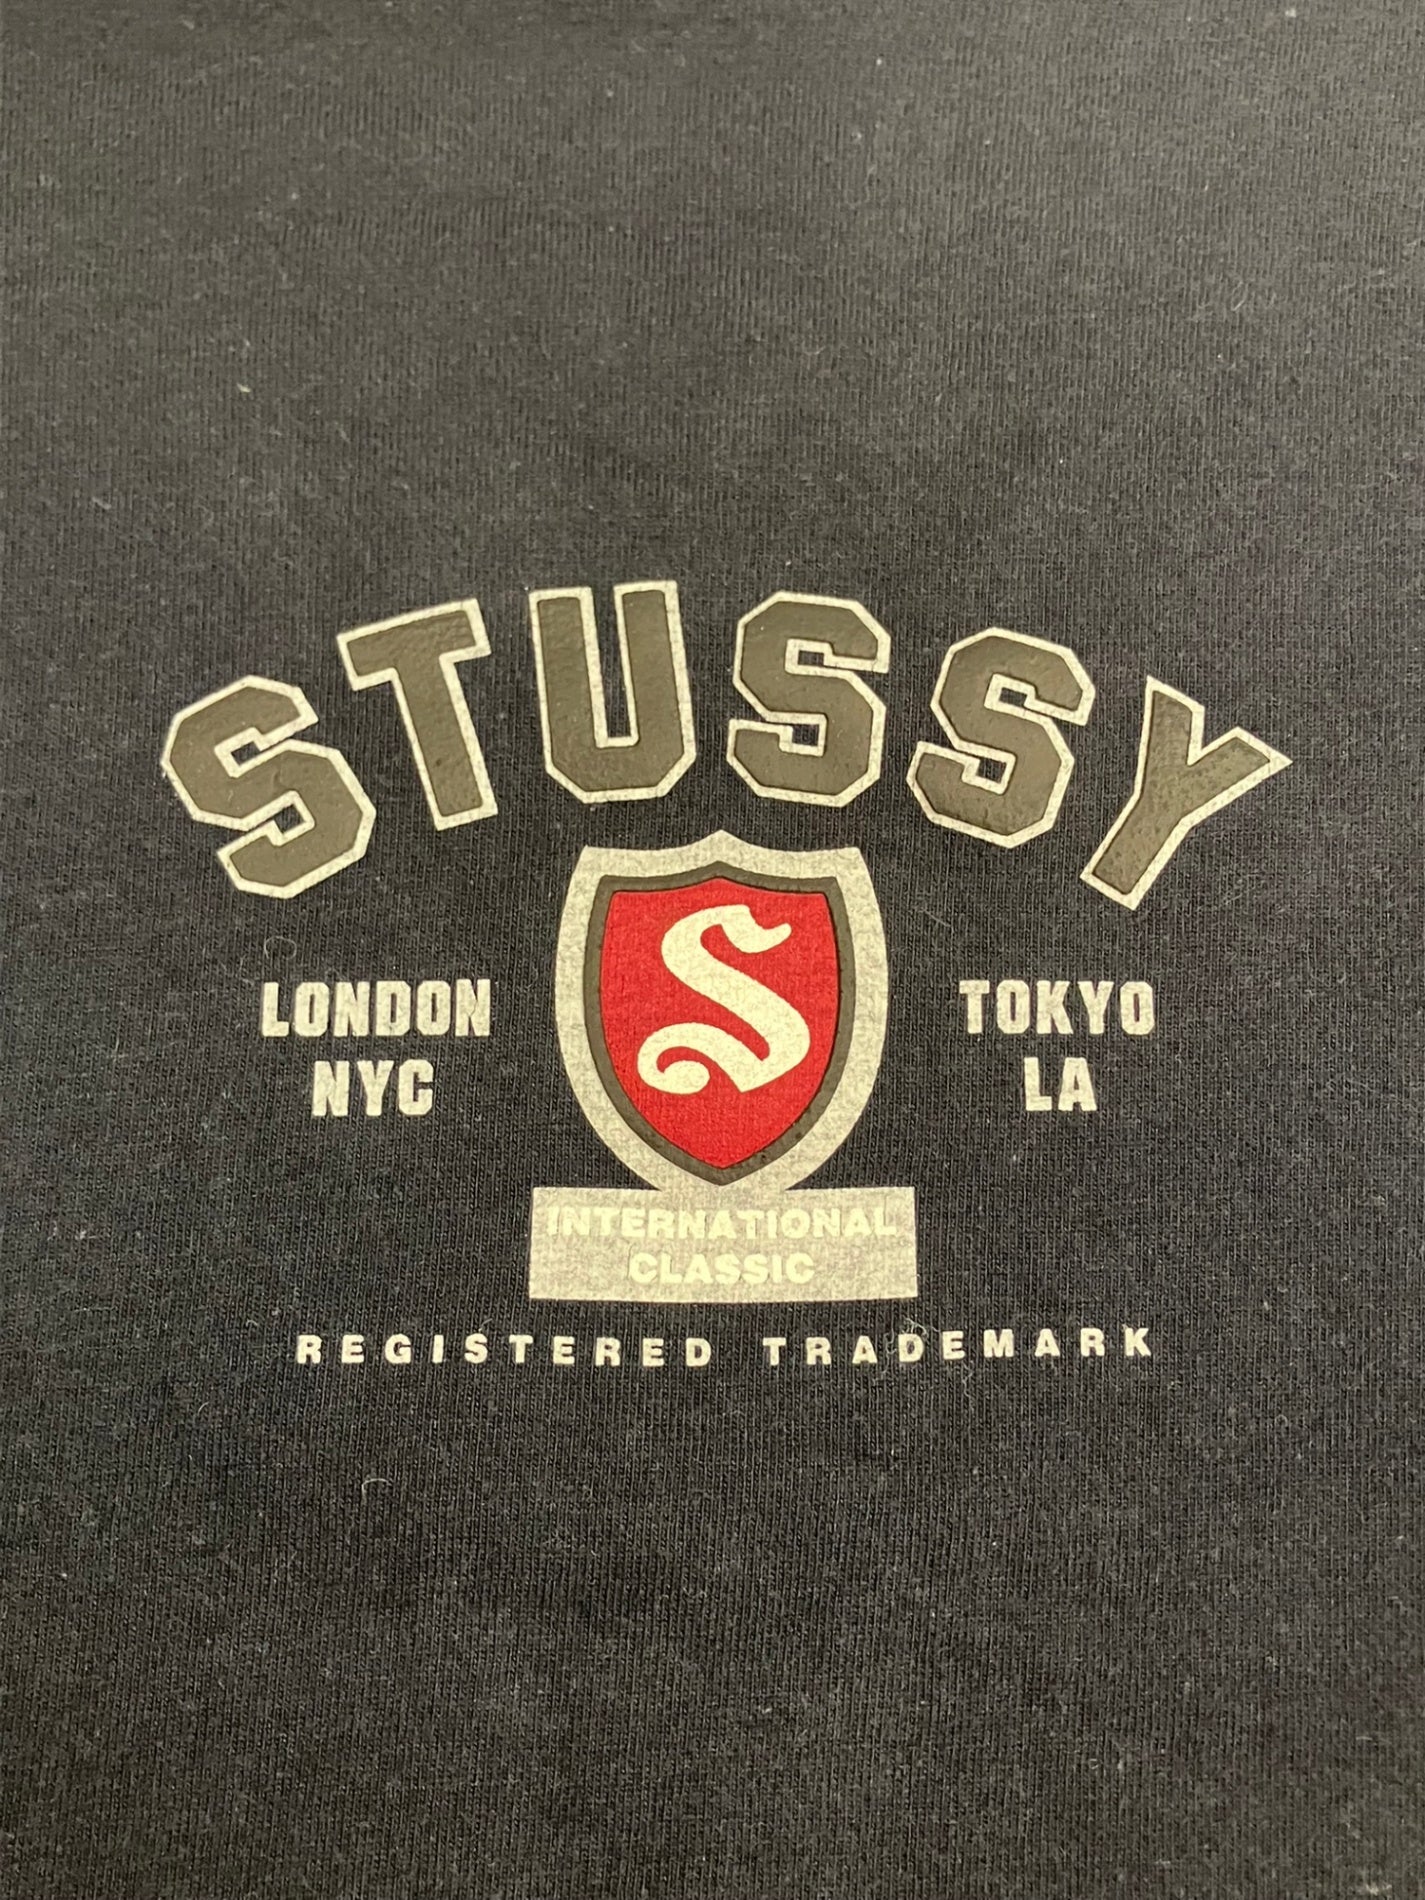 STUSSY
S
LONDON
NYC
TOKYO
LA
INTERNATIONAL
CLASSIC
REGISTERED TRADEMARK